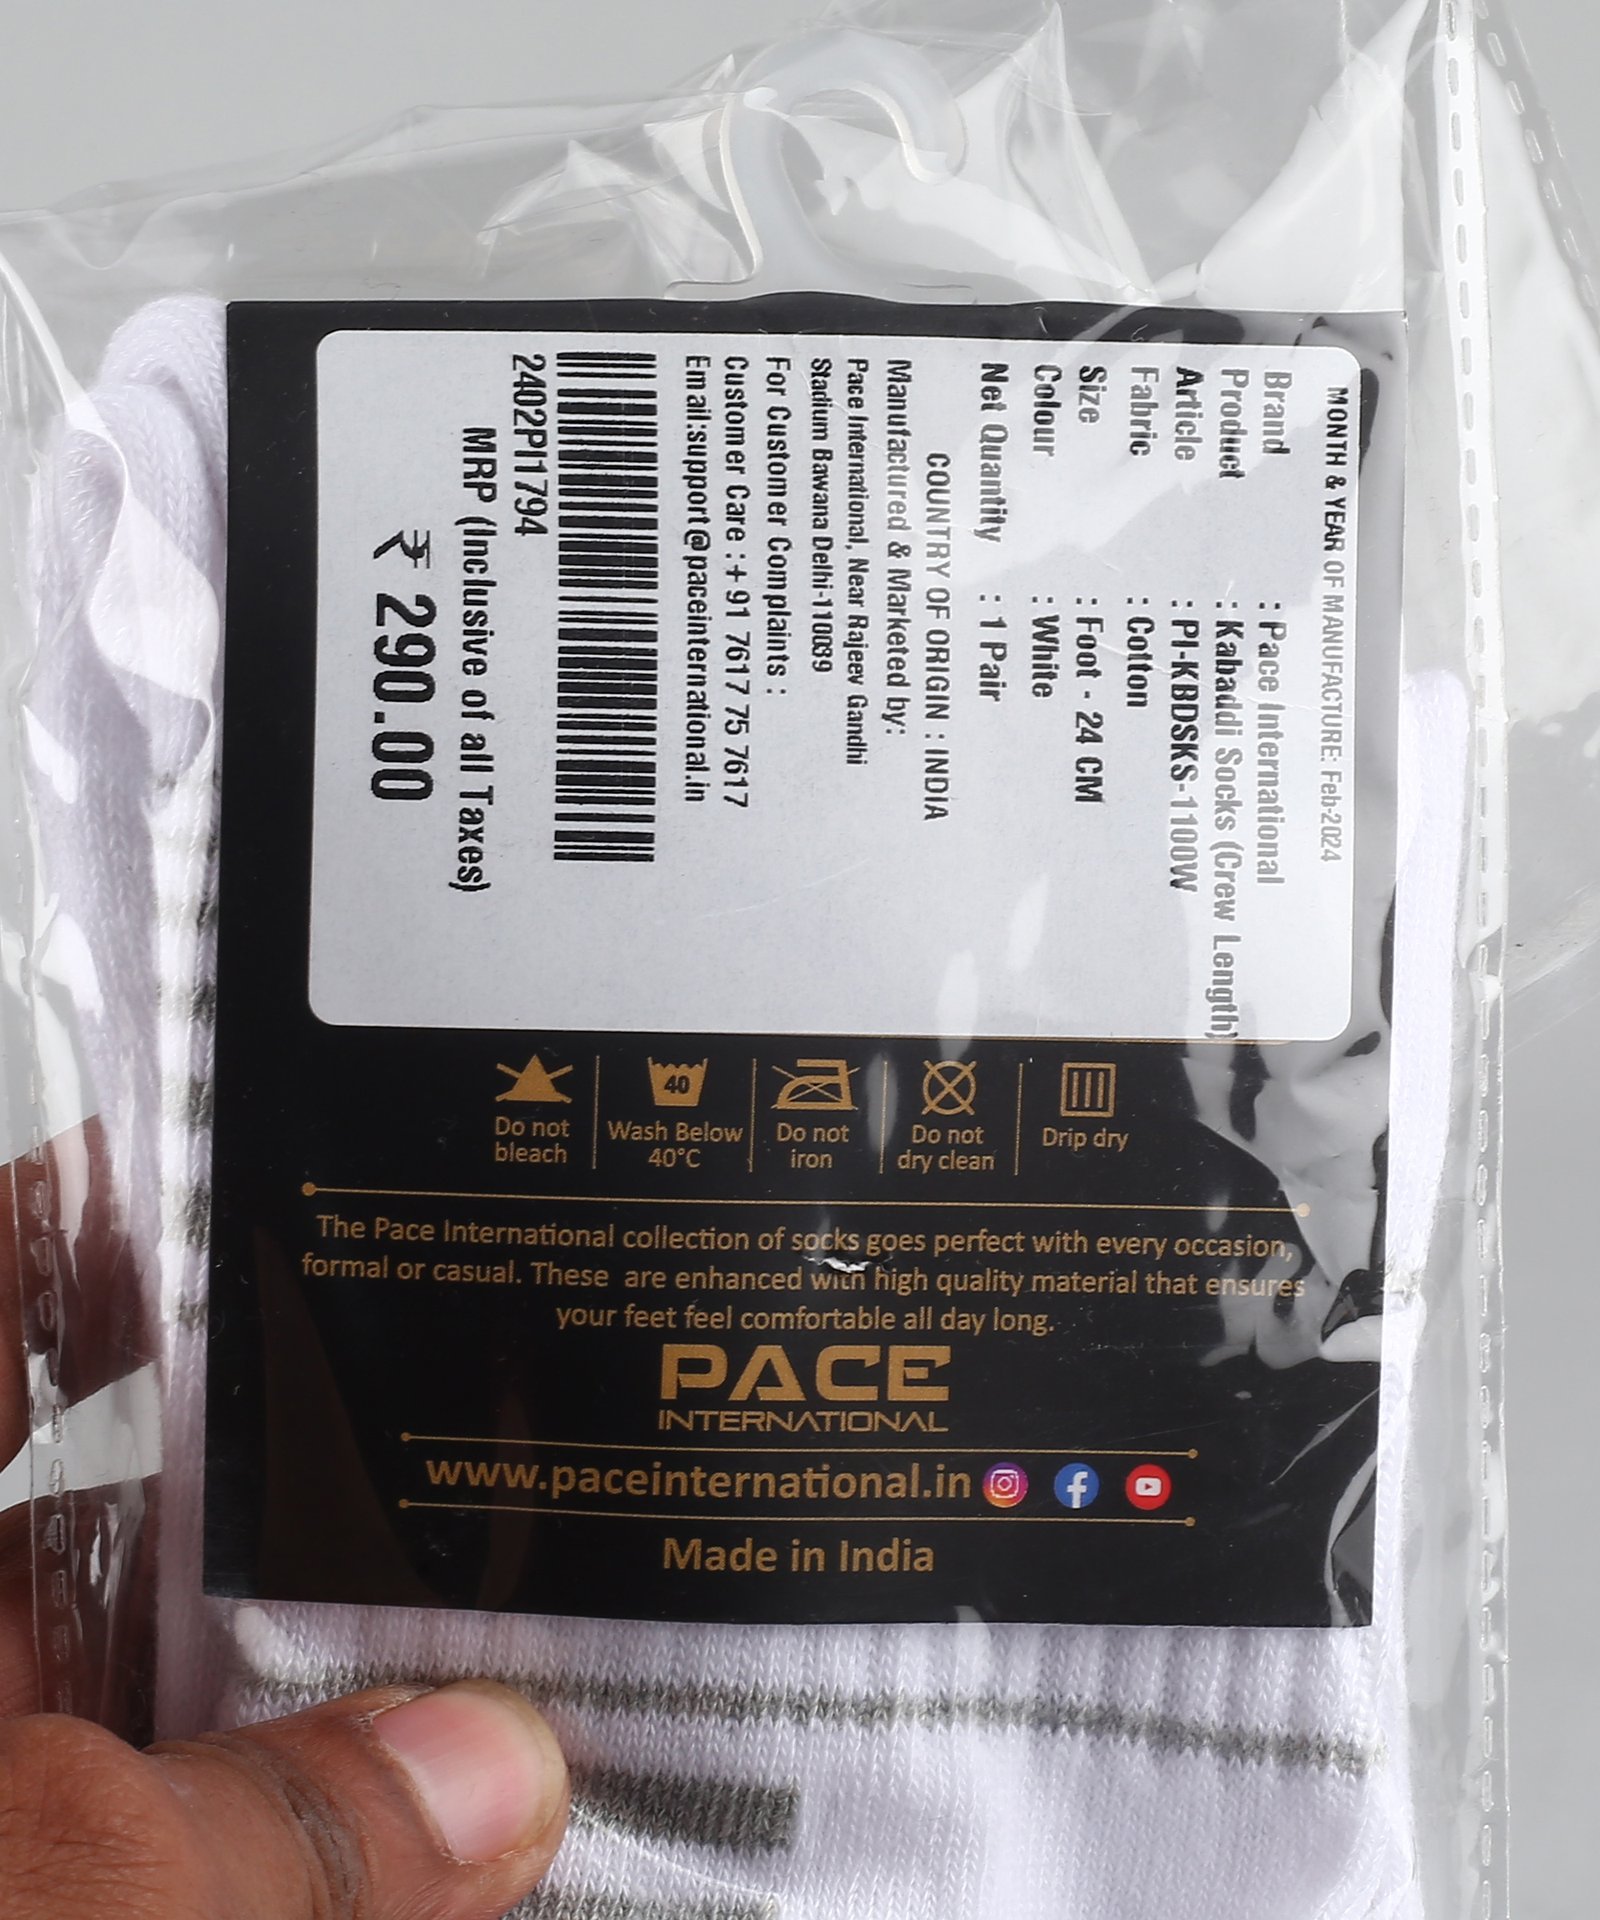 MONTH & YEAR OF MANUFACTURE: Feb-2024
Brand : Pace International
Product : Kabaddi Socks (Crew Length)
Article : PI-KBDSKS-1100W
Fabric : Cotton
Size : Foot - 24 CM
Colour : White
Net Quantity : 1 Pair
COUNTRY OF ORIGIN : INDIA
Manufactured & Marketed by:
Pace International, Near Rajeev Gandhi
Stadium Bawana Delhi-110039
For Customer Complaints :
Customer Care : + 91 7617 75 7617
Email:support@paceinternational.in
2402PI1794
MRP (Inclusive of all Taxes)
₹ 290.00
40
Do not bleach
Wash Below 40°C
Do not iron
Do not dry clean
Drip dry
The Pace International collection of socks goes perfect with every occasion,
formal or casual. These are enhanced with high quality material that ensures
your feet feel comfortable all day long.
PACE
INTERNATIONAL
www.paceinternational.in
Made in India